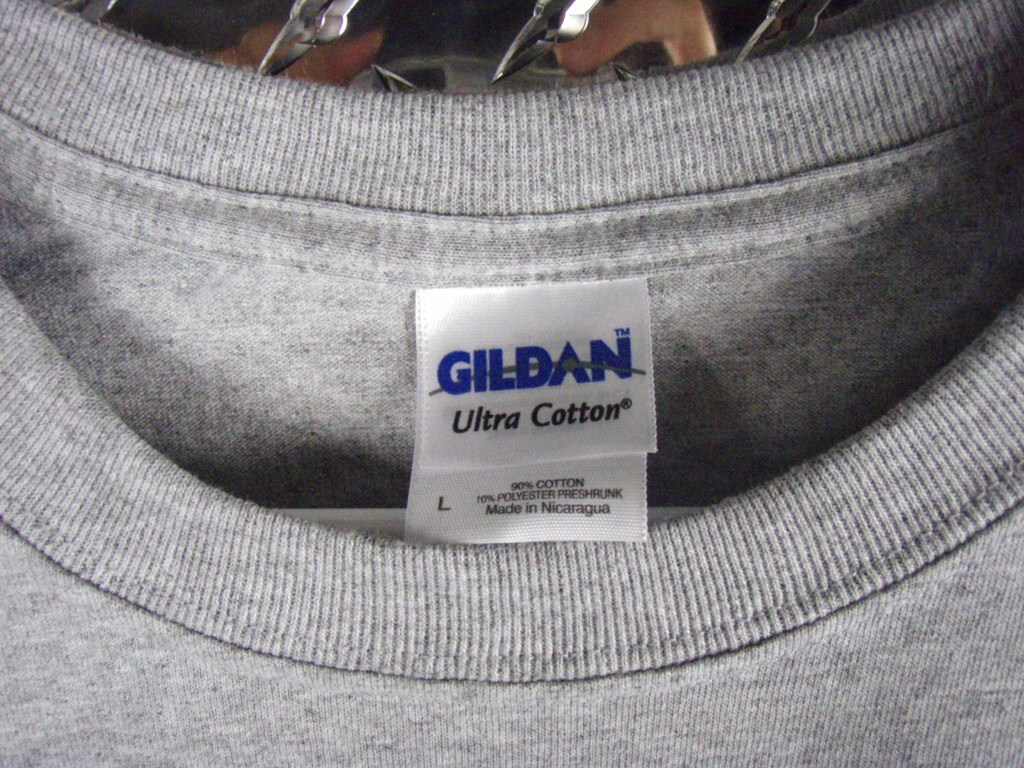 GILDAN™
Ultra Cotton®
90% COTTON
10% POLYESTER PRESHRUNK
L
Made in Nicaragua